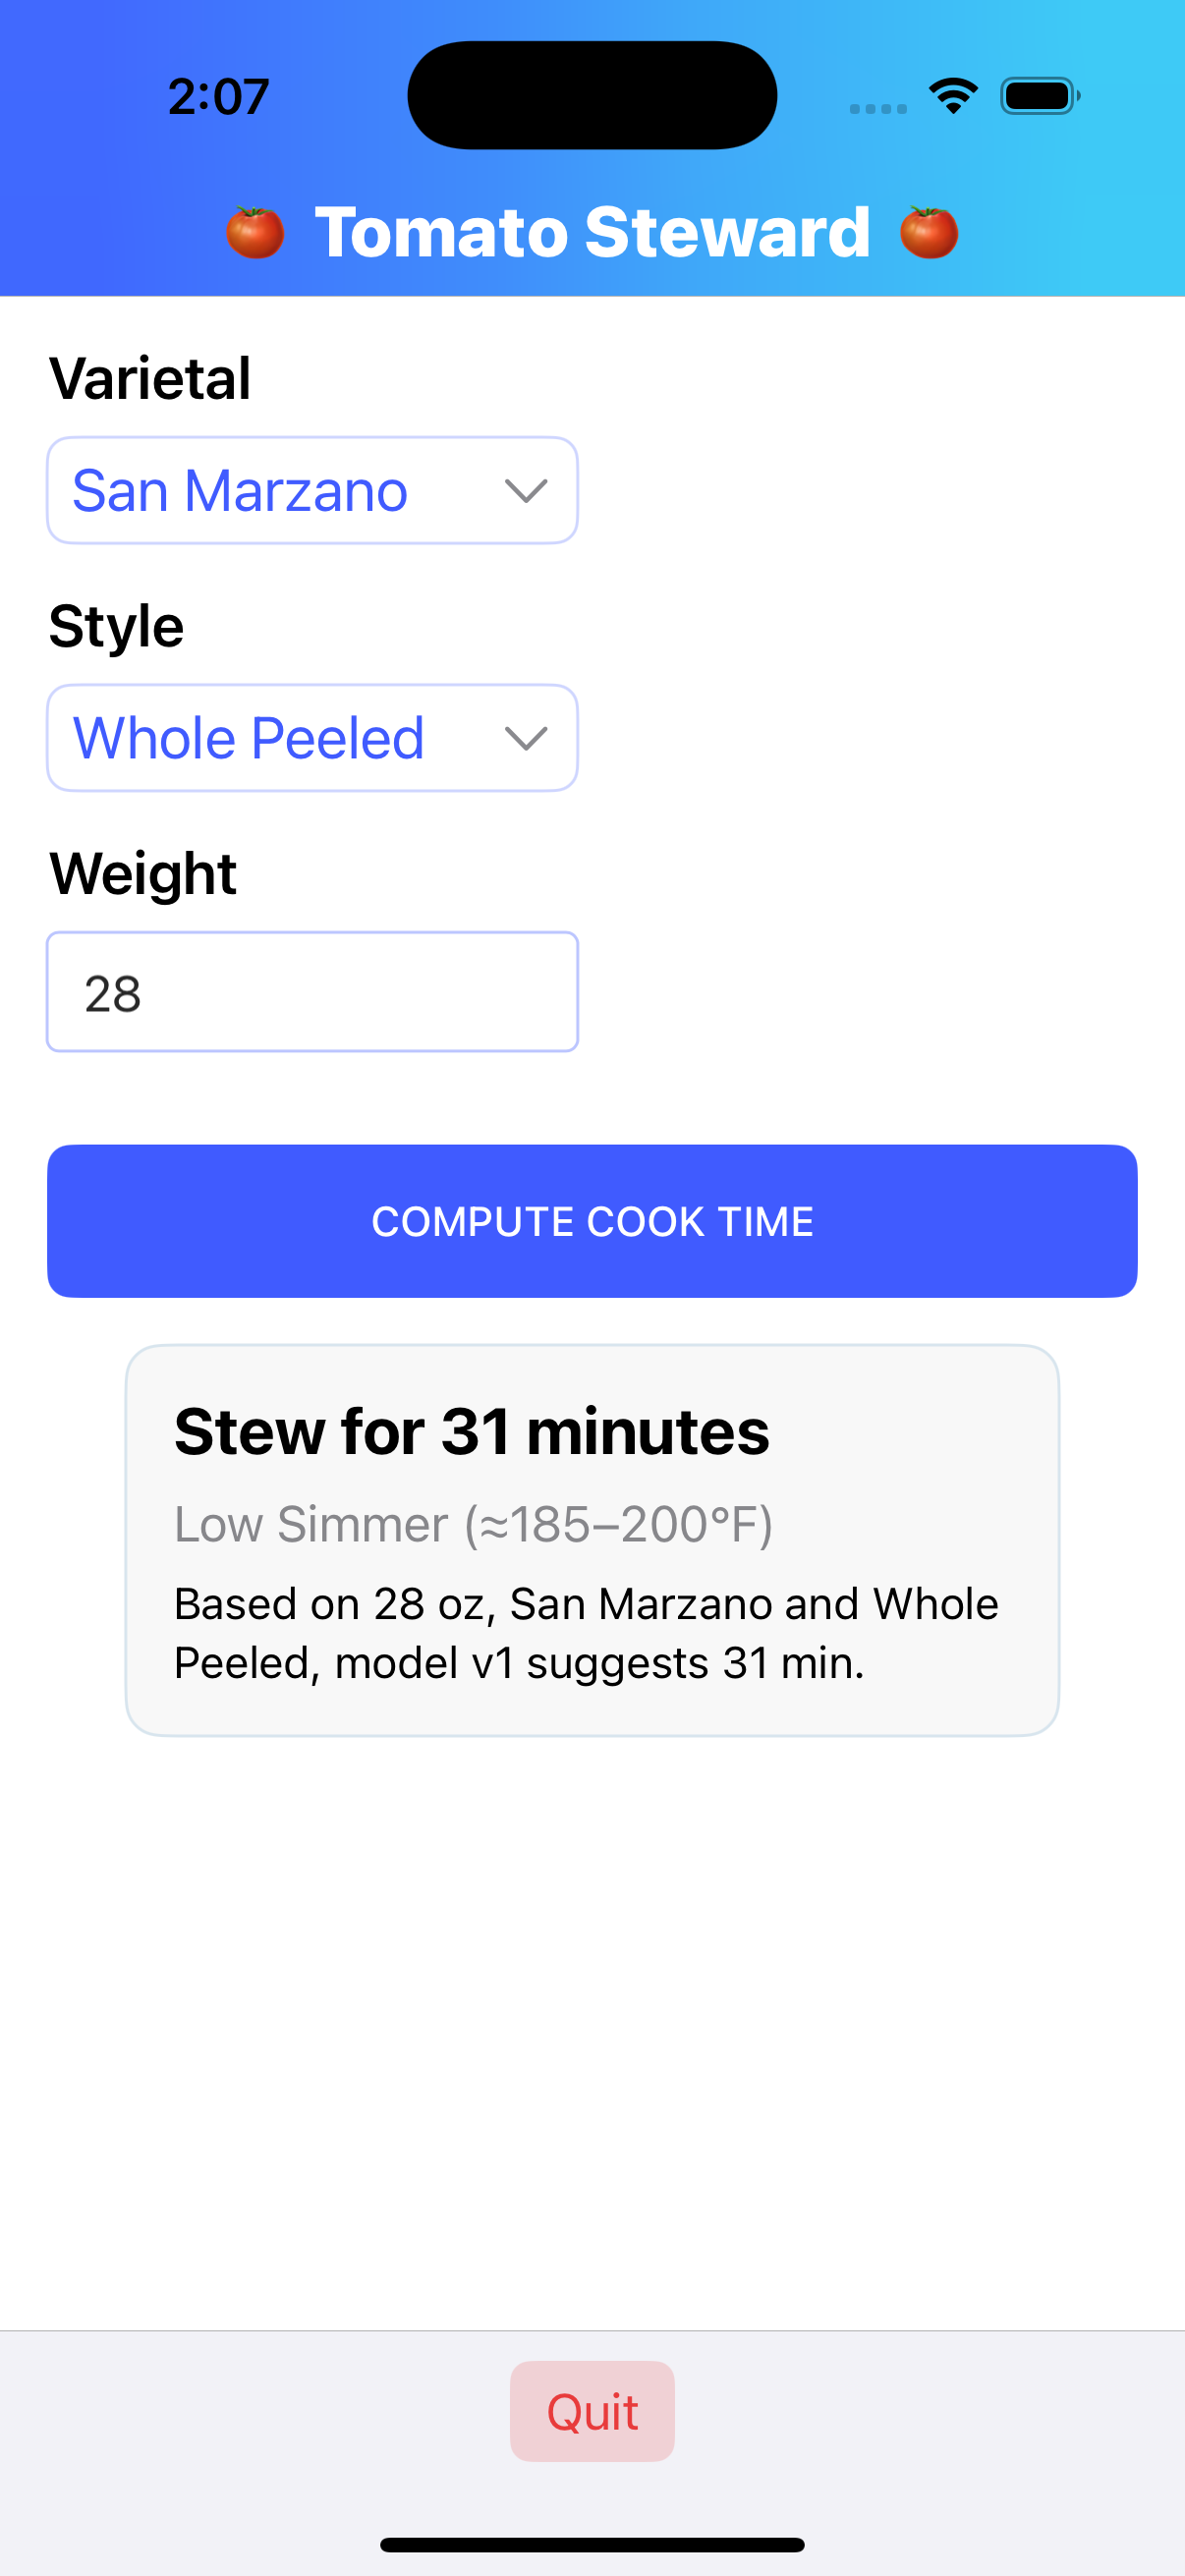 2:07
🍅 Tomato Steward 🍅
Varietal
San Marzano
Style
Whole Peeled
Weight
28
COMPUTE COOK TIME
Stew for 31 minutes
Low Simmer (≈185–200°F)
Based on 28 oz, San Marzano and Whole
Peeled, model v1 suggests 31 min.
Quit